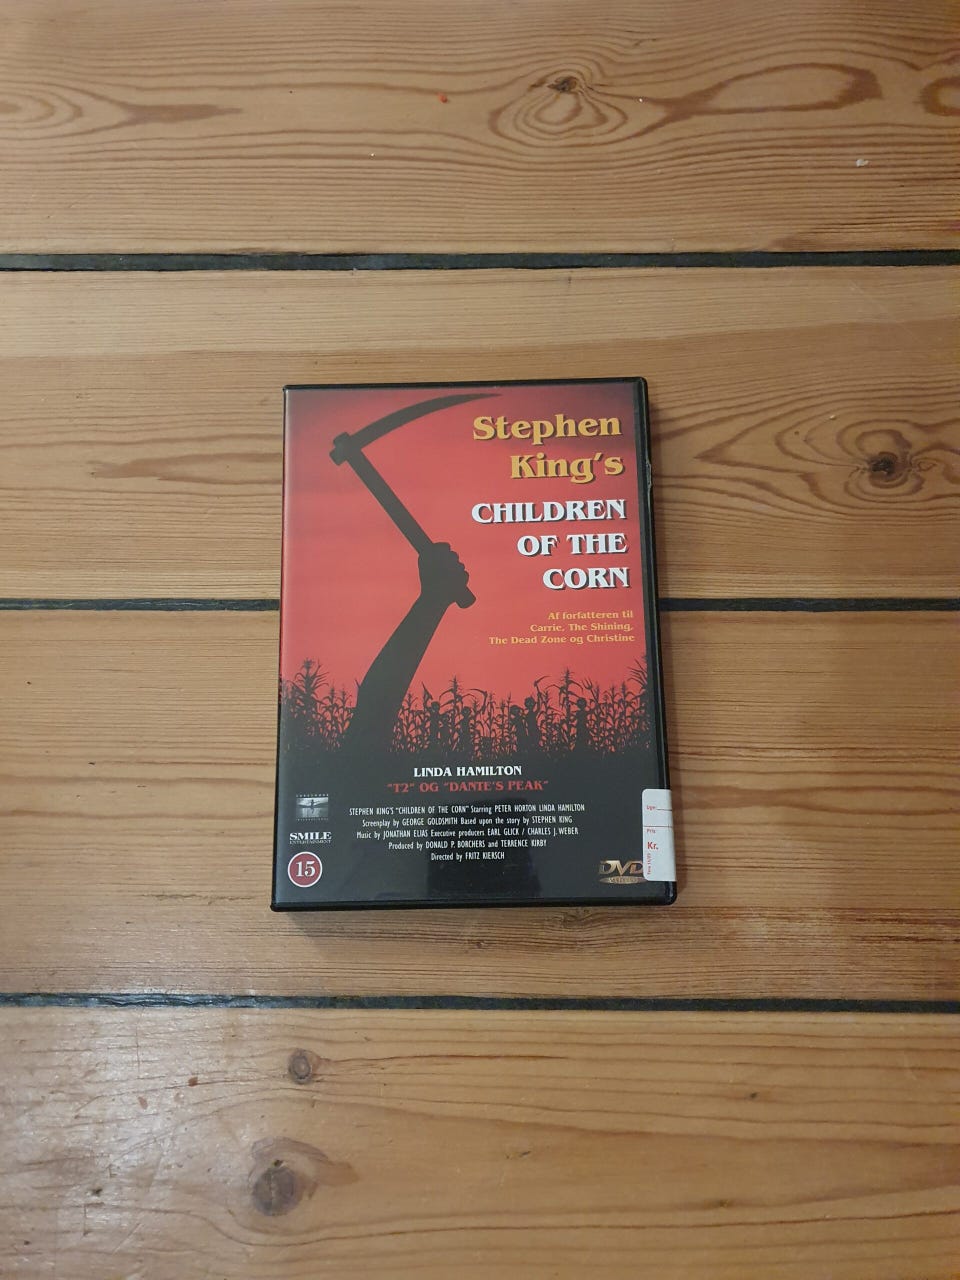 Stephen
King's
CHILDREN
OF THE
CORN
Af forfatteren til
Carrie, The Shining,
The Dead Zone og Christine
LINDA HAMILTON
"T2" OG "DANTE'S PEAK"
STEPHEN KING'S "CHILDREN OF THE CORN" Starring PETER HORTON LINDA HAMILTON
Screenplay by GEORGE GOLDSMITH Based upon the story by STEPHEN KING
Music by JONATHAN ELIAS Executive producers EARL GLICK / CHARLES J. WEBER
Produced by DONALD P. BORCHERS and TERRENCE KIRBY
Directed by FRITZ KIERSCH
SMILE
ENTERTAINMENT
15
DVD
Pris
Kr.